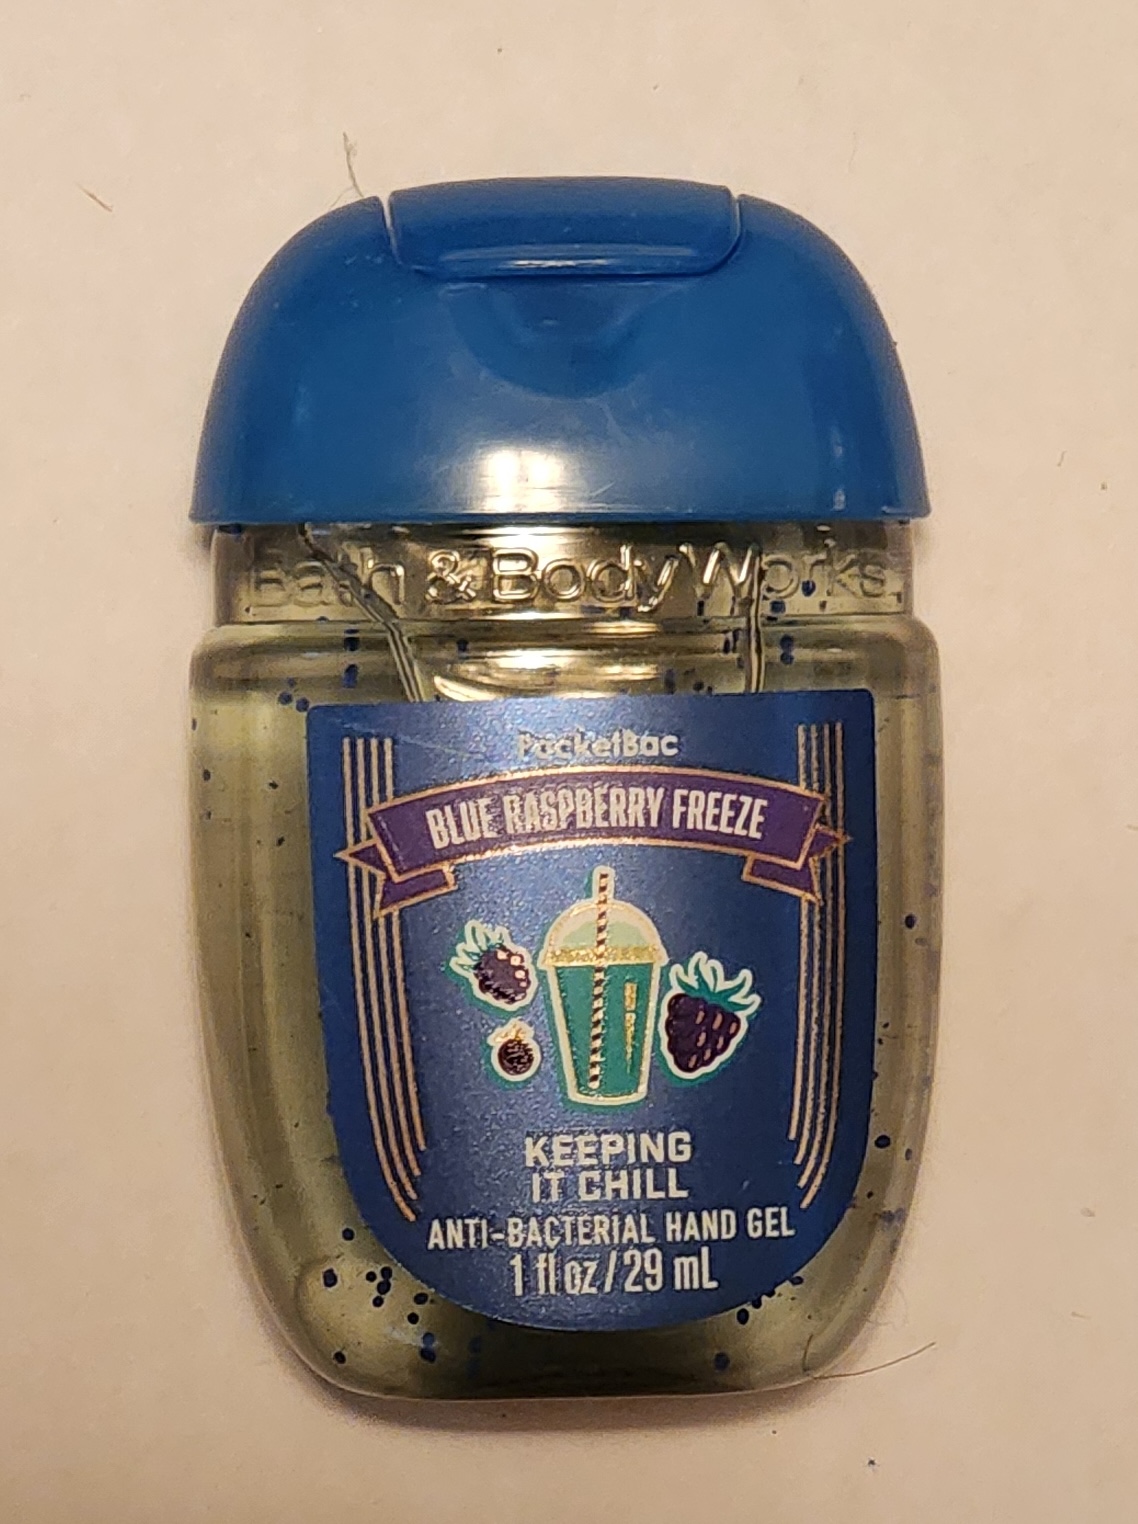 Bath & Body Works
PocketBac
BLUE RASPBERRY FREEZE
KEEPING
IT CHILL
ANTI-BACTERIAL HAND GEL
1 fl oz / 29 mL